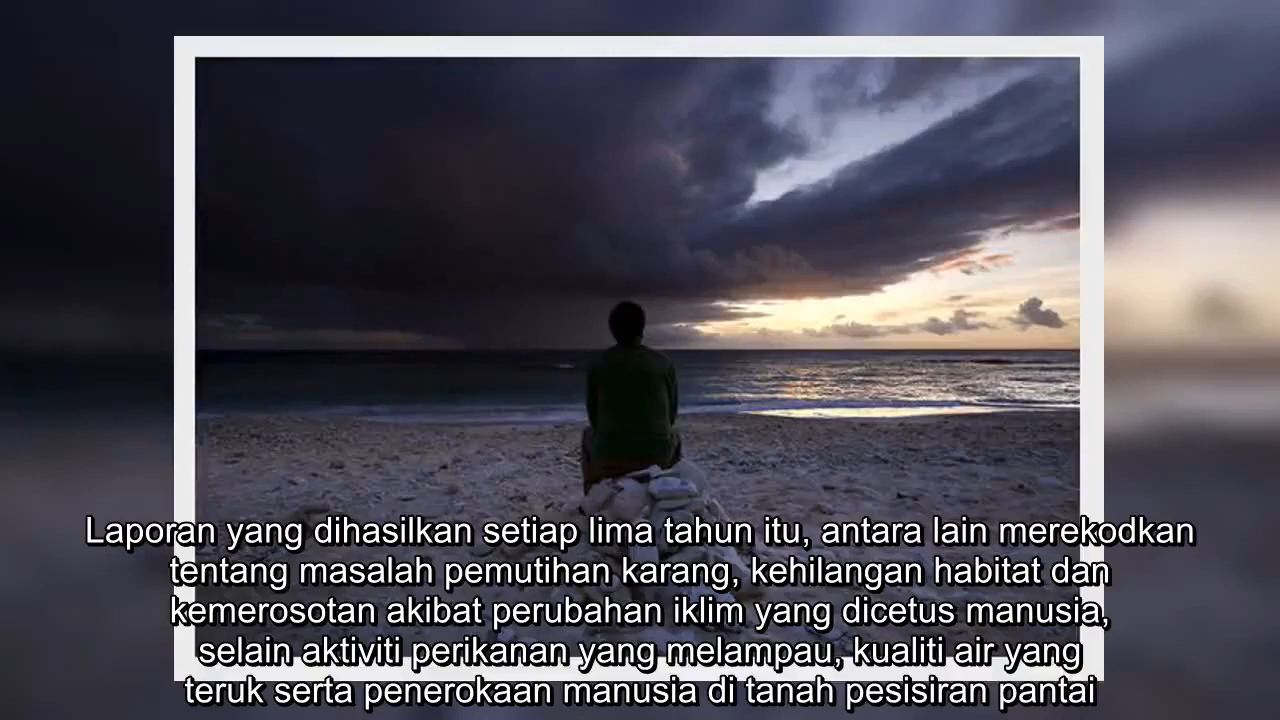 Laporan yang dihasilkan setiap lima tahun itu, antara lain merekodkan
tentang masalah pemutihan karang, kehilangan habitat dan
kemerosotan akibat perubahan iklim yang dicetus manusia,
selain aktiviti perikanan yang melampau, kualiti air yang
teruk serta penerokaan manusia di tanah pesisiran pantai